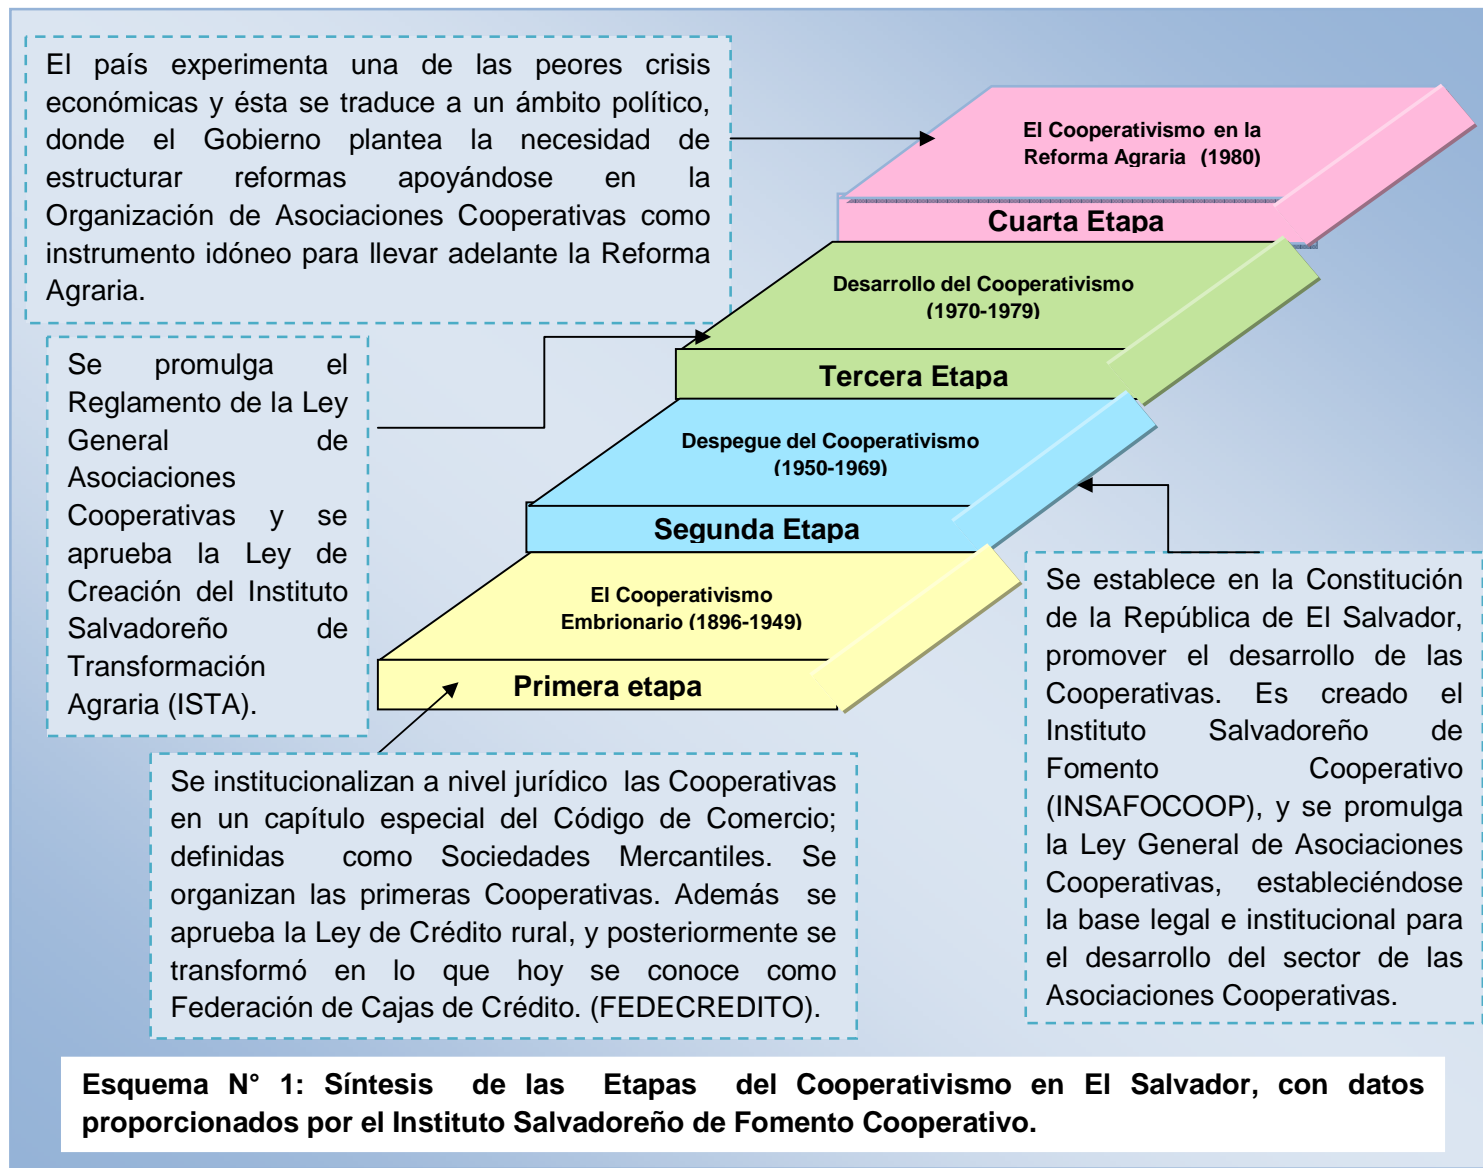 El país experimenta una de las peores crisis
económicas y ésta se traduce a un ámbito político,
donde el Gobierno plantea la necesidad de
estructurar reformas apoyándose en la
Organización de Asociaciones Cooperativas como
instrumento idóneo para llevar adelante la Reforma
Agraria.
El Cooperativismo en la
Reforma Agraria (1980)
Cuarta Etapa
Desarrollo del Cooperativismo
(1970-1979)
Tercera Etapa
Se promulga el
Reglamento de la Ley
General de
Asociaciones
Cooperativas y se
aprueba la Ley de
Creación del Instituto
Salvadoreño de
Transformación
Agraria (ISTA).
Despegue del Cooperativismo
(1950-1969)
Segunda Etapa
Se establece en la Constitución
de la República de El Salvador,
promover el desarrollo de las
Cooperativas. Es creado el
Instituto Salvadoreño de
Fomento Cooperativo
(INSAFOCOOP), y se promulga
la Ley General de Asociaciones
Cooperativas, estableciéndose
la base legal e institucional para
el desarrollo del sector de las
Asociaciones Cooperativas.
El Cooperativismo
Embrionario (1896-1949)
Primera etapa
Se institucionalizan a nivel jurídico las Cooperativas
en un capítulo especial del Código de Comercio;
definidas como Sociedades Mercantiles. Se
organizan las primeras Cooperativas. Además se
aprueba la Ley de Crédito rural, y posteriormente se
transformó en lo que hoy se conoce como
Federación de Cajas de Crédito. (FEDECREDITO).
Esquema N° 1: Síntesis de las Etapas del Cooperativismo en El Salvador, con datos
proporcionados por el Instituto Salvadoreño de Fomento Cooperativo.